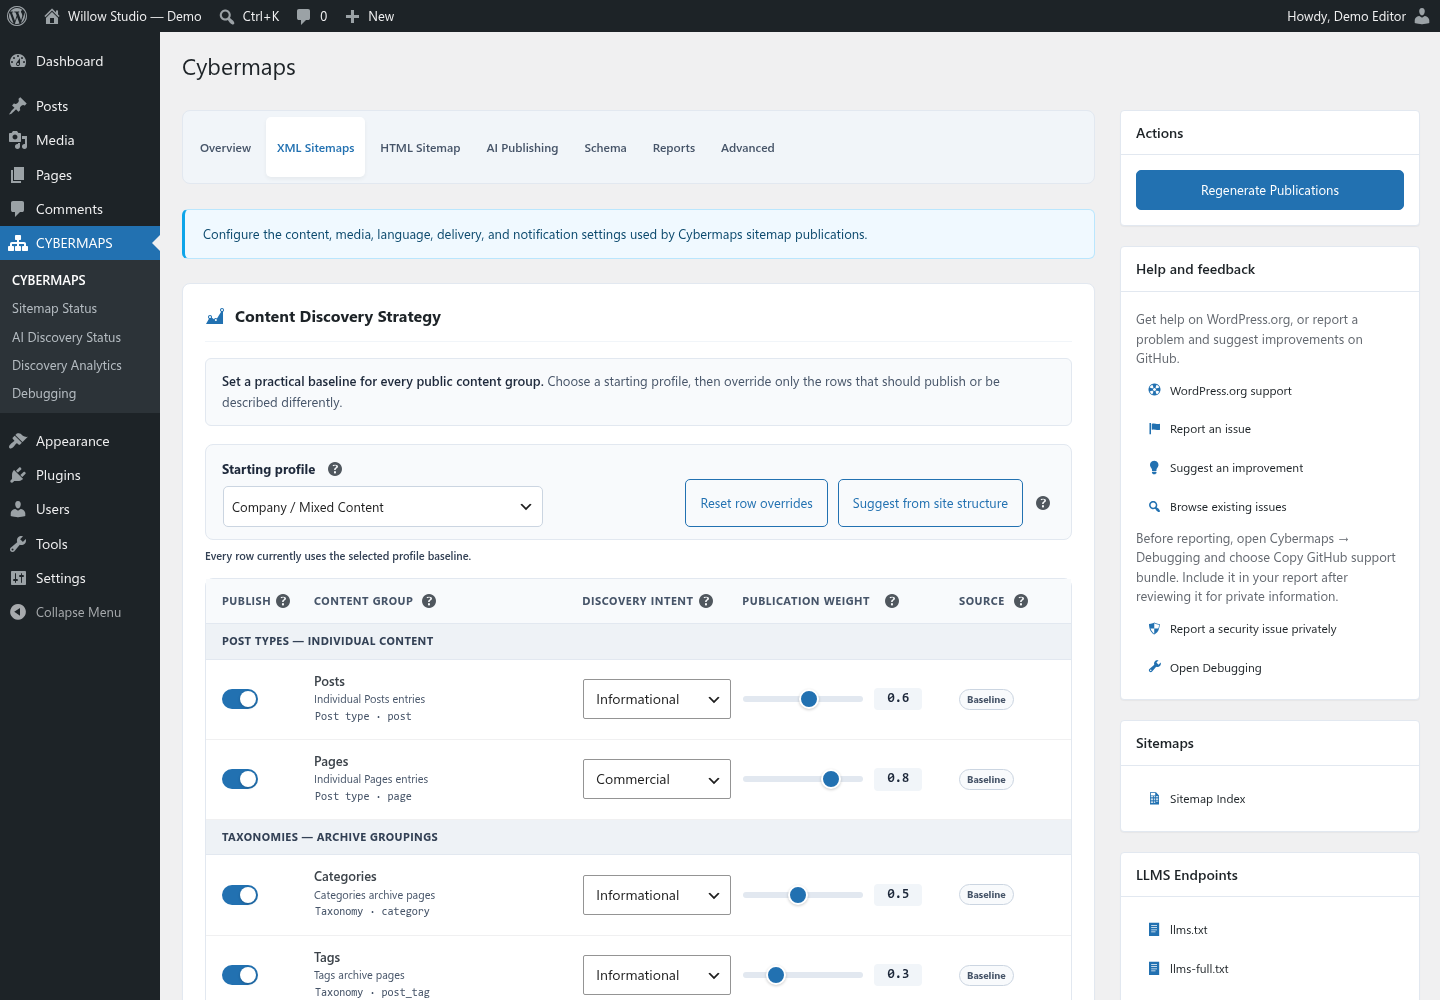 Willow Studio — Demo
Ctrl+K
0
New
Howdy, Demo Editor
Dashboard
Posts
Media
Pages
Comments
CYBERMAPS
CYBERMAPS
Sitemap Status
AI Discovery Status
Discovery Analytics
Debugging
Appearance
Plugins
Users
Tools
Settings
Collapse Menu
Cybermaps
Overview
XML Sitemaps
HTML Sitemap
AI Publishing
Schema
Reports
Advanced
Configure the content, media, language, delivery, and notification settings used by Cybermaps sitemap publications.
Content Discovery Strategy
Set a practical baseline for every public content group. Choose a starting profile, then override only the rows that should publish or be
described differently.
Starting profile ?
Company / Mixed Content
Reset row overrides
Suggest from site structure
?
Every row currently uses the selected profile baseline.
PUBLISH ?
CONTENT GROUP ?
DISCOVERY INTENT ?
PUBLICATION WEIGHT ?
SOURCE ?
POST TYPES — INDIVIDUAL CONTENT
Posts
Individual Posts entries
Post type · post
Informational
0.6
Baseline
Pages
Individual Pages entries
Post type · page
Commercial
0.8
Baseline
TAXONOMIES — ARCHIVE GROUPINGS
Categories
Categories archive pages
Taxonomy · category
Informational
0.5
Baseline
Tags
Tags archive pages
Taxonomy · post_tag
Informational
0.3
Baseline
Actions
Regenerate Publications
Help and feedback
Get help on WordPress.org, or report a
problem and suggest improvements on
GitHub.
WordPress.org support
Report an issue
Suggest an improvement
Browse existing issues
Before reporting, open Cybermaps →
Debugging and choose Copy GitHub support
bundle. Include it in your report after
reviewing it for private information.
Report a security issue privately
Open Debugging
Sitemaps
Sitemap Index
LLMS Endpoints
llms.txt
llms-full.txt